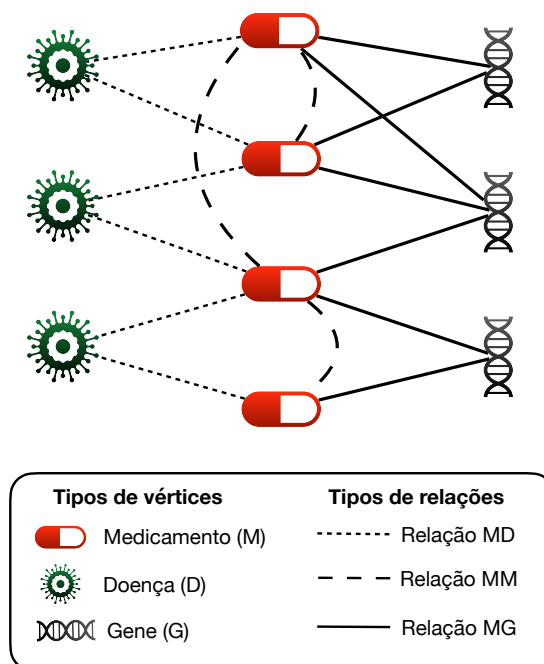 Tipos de vértices
Medicamento (M)
Doença (D)
Gene (G)
Tipos de relações
Relação MD
Relação MM
Relação MG